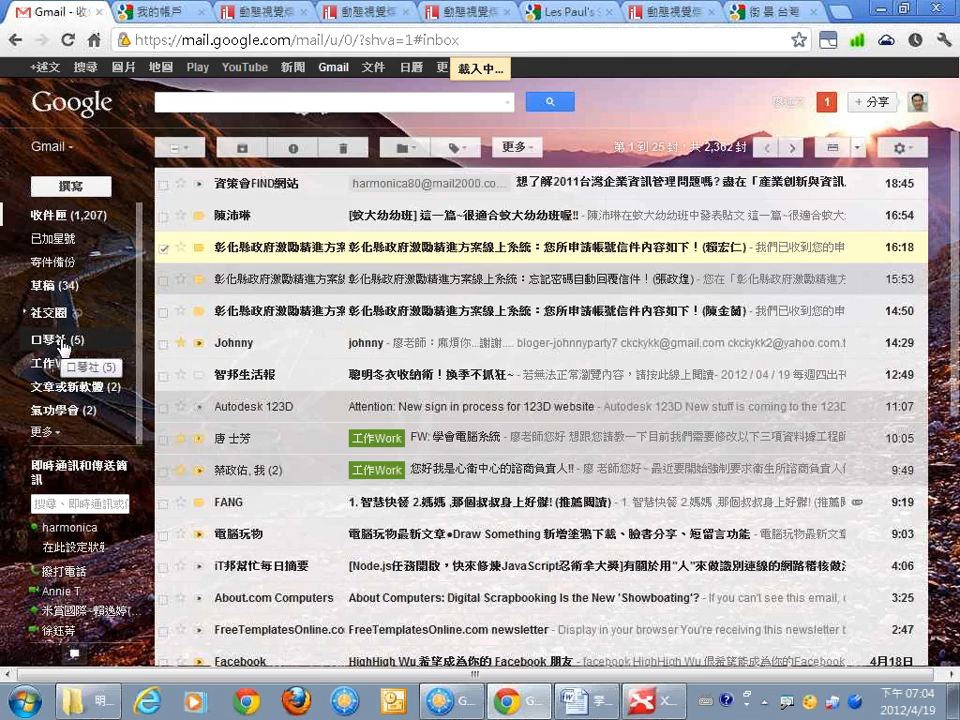 Gmail - 收
我的帳戶
動態視覺
動態視覺
動態視覺
Les Paul's
動態視覺
街 景 台灣
https://mail.google.com/mail/u/0/?shva=1#inbox
+述文 搜尋 圖片 地圖 Play YouTube 新聞 Gmail 文件 日曆 更
載入中...
Google
1
+ 分享
Gmail
更多
第 1 到 25 封，共 2,362 封
撰寫
收件匣 (1,207)
已加星號
寄件備份
草稿 (34)
社交圈
口琴社 (5)
工作W
口琴社 (5)
文章或新軟體 (2)
氣功學會 (2)
更多
即時通訊和傳送簡
訊
搜尋、即時通訊或
harmonica
在此設定狀態
撥打電話
Annie T
米賞國際~賴逸婷(...
徐鈺菁
資策會FIND網站 harmonica80@mail2000.co... 想了解2011台灣企業資訊管理問題嗎? 盡在「產業創新與資訊 18:45
陳沛琳 [蚊大幼幼班] 這一篇~很適合蚊大幼幼班喔!! - 陳沛琳在蚊大幼幼班中發表貼文 這一篇~很適合蚊大幼 16:54
彰化縣政府激勵精進方案 彰化縣政府激勵精進方案線上系統：您所申請帳號信件內容如下！(賴宏仁) - 我們已收到您的申 16:18
彰化縣政府激勵精進方案 彰化縣政府激勵精進方案線上系統：忘記密碼自動回覆信件！(張政煌) - 您在「彰化縣政府激勵精進方 15:53
彰化縣政府激勵精進方案 彰化縣政府激勵精進方案線上系統：您所申請帳號信件內容如下！(陳金蘭) - 我們已收到您的申 14:50
Johnny johnny - 廖老師：麻煩你...謝謝.... bloger-johnnyparty7 ckckykk@gmail.com ckckykk2@yahoo.com.t 14:29
智邦生活報 聰明冬衣收納術！換季不抓狂~ - 若無法正常瀏覽內容，請按此線上閱讀- 2012 / 04 / 19 每週四出刊 12:49
Autodesk 123D Attention: New sign in process for 123D website - Autodesk 123D New stuff is coming to the 123D 11:07
唐 士芳 工作Work FW: 學會電腦系統 - 廖老師您好 想跟您請教一下目前我們需要修改以下三項資料據工程師 10:05
蔡政佑, 我 (2) 工作Work 您好我是心衛中心的諮商負責人!! - 廖 老師您好~ 最近要開始強制要求衛生所諮商負責人 9:49
FANG 1. 智慧快餐 2.媽媽 ,那個叔叔身上好髒! (推薦閱讀) - 1. 智慧快餐 2.媽媽 ,那個叔叔身上好髒! (推薦閱 9:19
電腦玩物 電腦玩物最新文章●Draw Something 新增塗鴉下載、臉書分享、短留言功能 - 電腦玩物最新文章 9:03
iT邦幫忙每日摘要 [Node.js任務開啟，快來修煉JavaScript忍術拿大獎]有關於用"人"來做識別連線的網路稽核做法 4:06
About.com Computers About Computers: Digital Scrapbooking Is the New 'Showboating'? - If you can't see this email, 3:25
FreeTemplatesOnline.co FreeTemplatesOnline.com newsletter - Display in your browser You're receiving this newsletter b 2:47
Facebook HighHigh Wu 希望成為你的 Facebook 朋友 - facebook HighHigh Wu 很希望能成為你的Facebook 4月18日
明...
G...
G...
掌...
X...
下午 07:04
2012/4/19